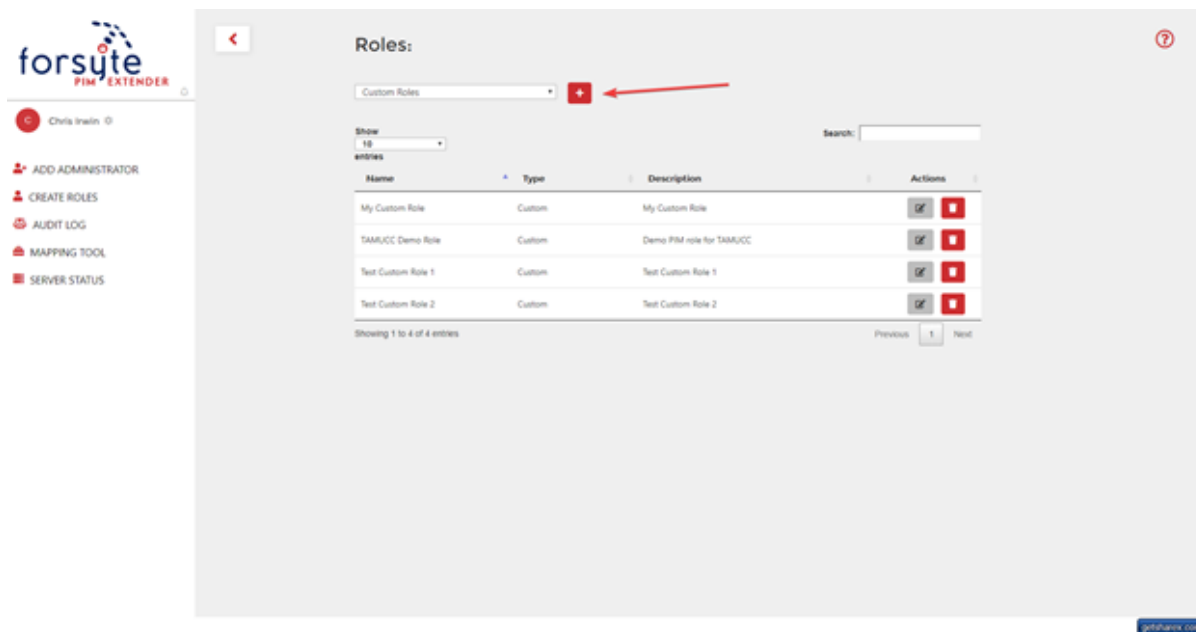 forsyte
PIM EXTENDER
C
Chris Irwin
ADD ADMINISTRATOR
CREATE ROLES
AUDIT LOG
MAPPING TOOL
SERVER STATUS
Roles:
Custom Roles
+
Show
10
entries
Search:
Name Type Description Actions
My Custom Role Custom My Custom Role
TAMUCC Demo Role Custom Demo PIM role for TAMUCC
Test Custom Role 1 Custom Test Custom Role 1
Test Custom Role 2 Custom Test Custom Role 2
Showing 1 to 4 of 4 entries
Previous 1 Next
?
getsharex.co